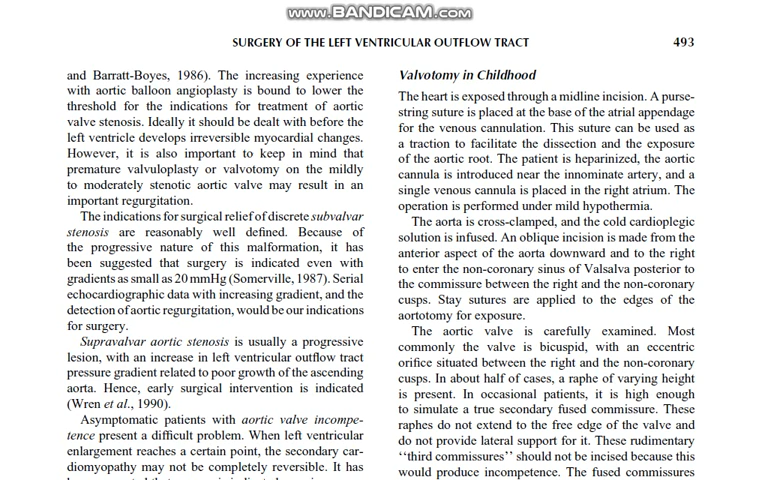 www.BANDICAM.com
SURGERY OF THE LEFT VENTRICULAR OUTFLOW TRACT 493
and Barratt-Boyes, 1986). The increasing experience
with aortic balloon angioplasty is bound to lower the
threshold for the indications for treatment of aortic
valve stenosis. Ideally it should be dealt with before the
left ventricle develops irreversible myocardial changes.
However, it is also important to keep in mind that
premature valvuloplasty or valvotomy on the mildly
to moderately stenotic aortic valve may result in an
important regurgitation.
The indications for surgical relief of discrete subvalvar
stenosis are reasonably well defined. Because of
the progressive nature of this malformation, it has
been suggested that surgery is indicated even with
gradients as small as 20 mmHg (Somerville, 1987). Serial
echocardiographic data with increasing gradient, and the
detection of aortic regurgitation, would be our indications
for surgery.
Supravalvar aortic stenosis is usually a progressive
lesion, with an increase in left ventricular outflow tract
pressure gradient related to poor growth of the ascending
aorta. Hence, early surgical intervention is indicated
(Wren et al., 1990).
Asymptomatic patients with aortic valve incompe-
tence present a difficult problem. When left ventricular
enlargement reaches a certain point, the secondary car-
diomyopathy may not be completely reversible. It has
Valvotomy in Childhood
The heart is exposed through a midline incision. A purse-
string suture is placed at the base of the atrial appendage
for the venous cannulation. This suture can be used as
a traction to facilitate the dissection and the exposure
of the aortic root. The patient is heparinized, the aortic
cannula is introduced near the innominate artery, and a
single venous cannula is placed in the right atrium. The
operation is performed under mild hypothermia.
The aorta is cross-clamped, and the cold cardioplegic
solution is infused. An oblique incision is made from the
anterior aspect of the aorta downward and to the right
to enter the non-coronary sinus of Valsalva posterior to
the commissure between the right and the non-coronary
cusps. Stay sutures are applied to the edges of the
aortotomy for exposure.
The aortic valve is carefully examined. Most
commonly the valve is bicuspid, with an eccentric
orifice situated between the right and the non-coronary
cusps. In about half of cases, a raphe of varying height
is present. In occasional patients, it is high enough
to simulate a true secondary fused commissure. These
raphes do not extend to the free edge of the valve and
do not provide lateral support for it. These rudimentary
‘‘third commissures’’ should not be incised because this
would produce incompetence. The fused commissures